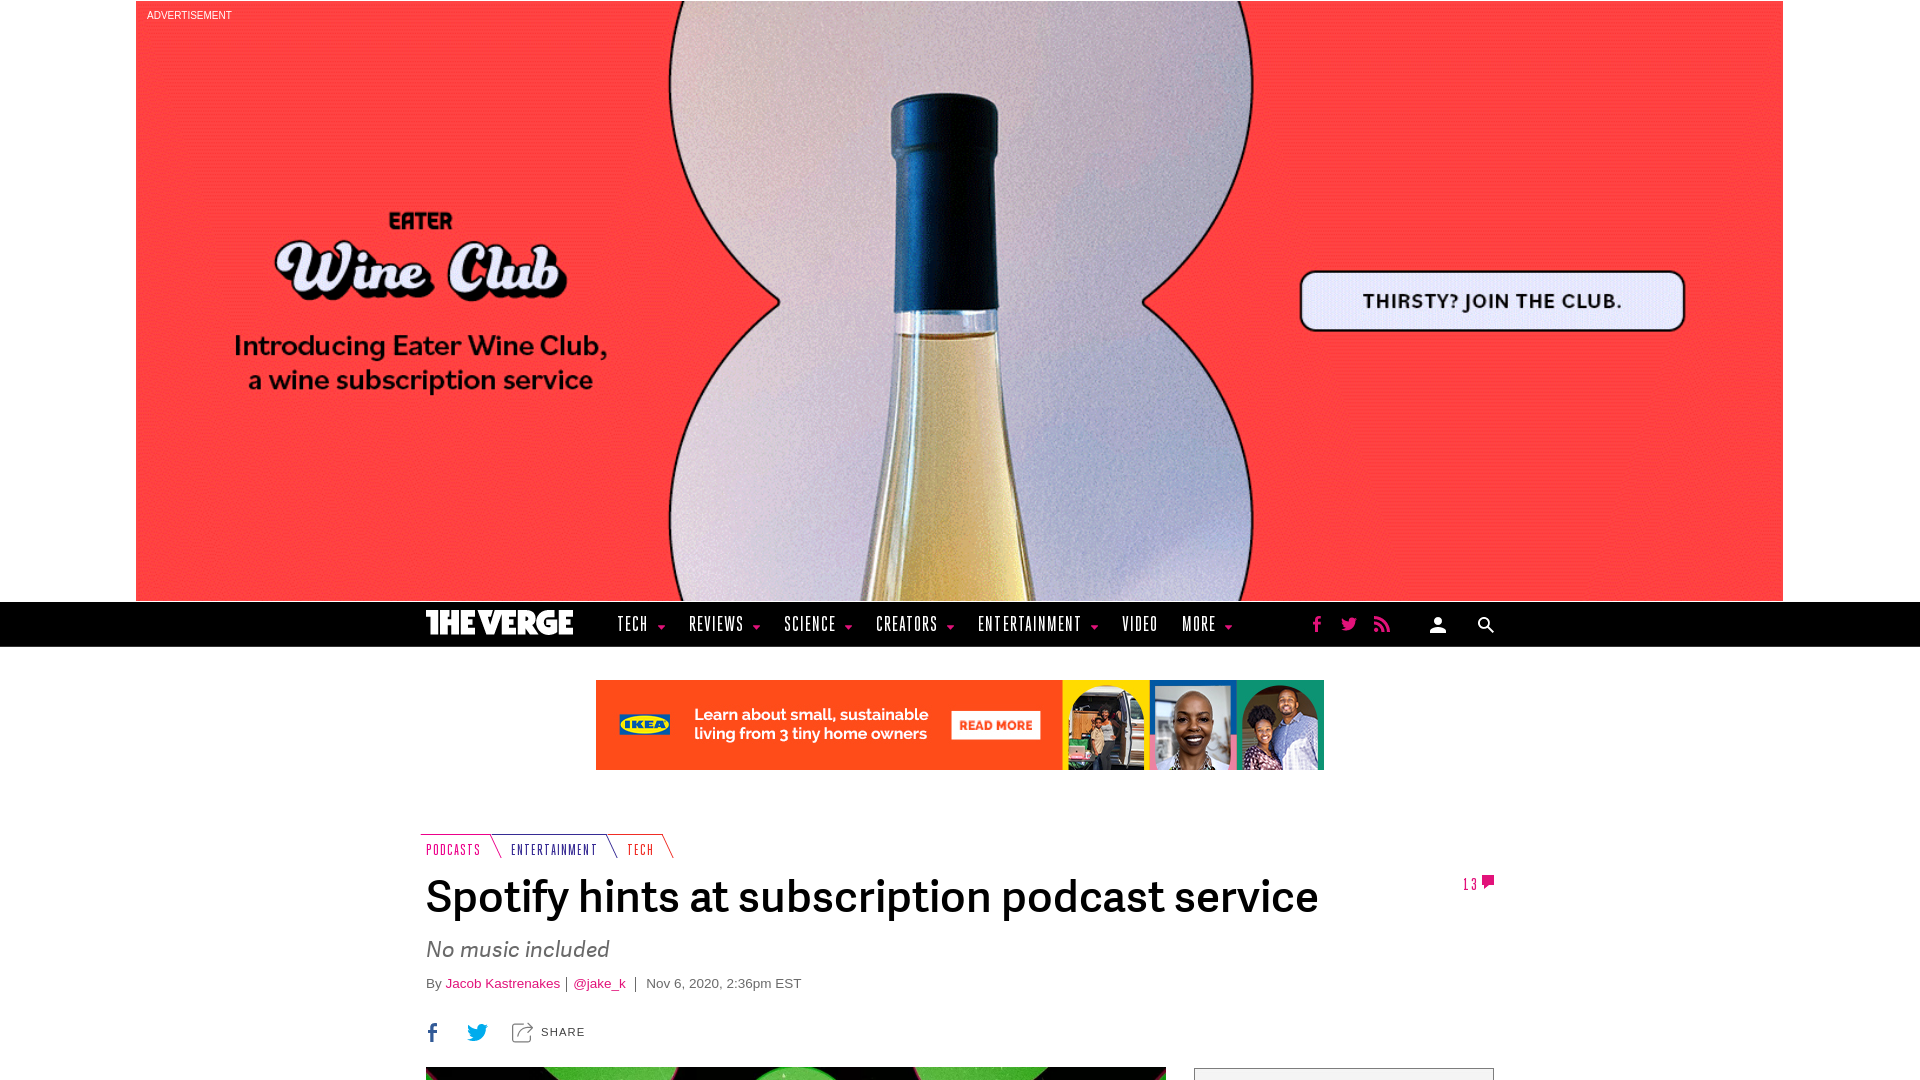 ADVERTISEMENT
EATER
Wine Club
Introducing Eater Wine Club,
a wine subscription service
THIRSTY? JOIN THE CLUB.
THE VERGE
TECH
REVIEWS
SCIENCE
CREATORS
ENTERTAINMENT
VIDEO
MORE
IKEA
Learn about small, sustainable
living from 3 tiny home owners
READ MORE
PODCASTS
ENTERTAINMENT
TECH
Spotify hints at subscription podcast service
13
No music included
By Jacob Kastrenakes | @jake_k | Nov 6, 2020, 2:36pm EST
SHARE